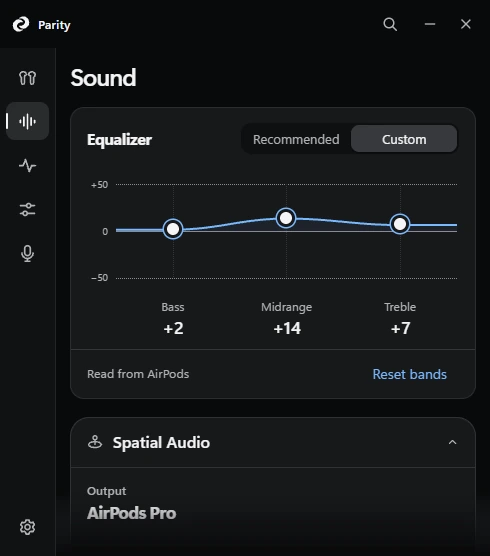 Parity
Sound
Equalizer
Recommended
Custom
+50
0
−50
Bass
Midrange
Treble
+2
+14
+7
Read from AirPods
Reset bands
Spatial Audio
Output
AirPods Pro